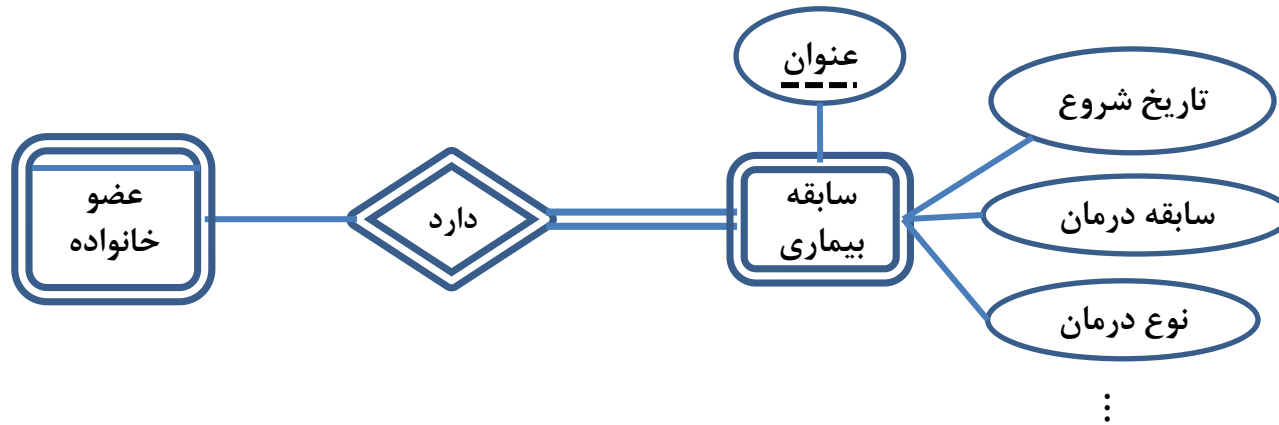 عنوان
تاریخ شروع
عضو
خانواده
دارد
سابقه
بیماری
سابقه درمان
نوع درمان
⋮